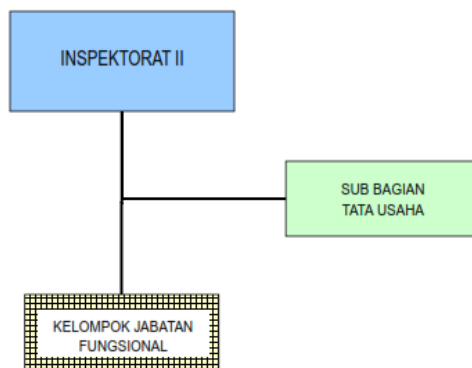 INSPEKTORAT II
SUB BAGIAN
TATA USAHA
KELOMPOK JABATAN
FUNGSIONAL